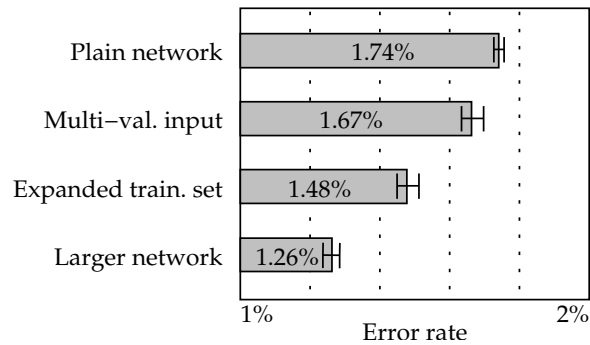 Plain network 1.74%
Multi−val. input 1.67%
Expanded train. set 1.48%
Larger network 1.26%
1% 2%
Error rate